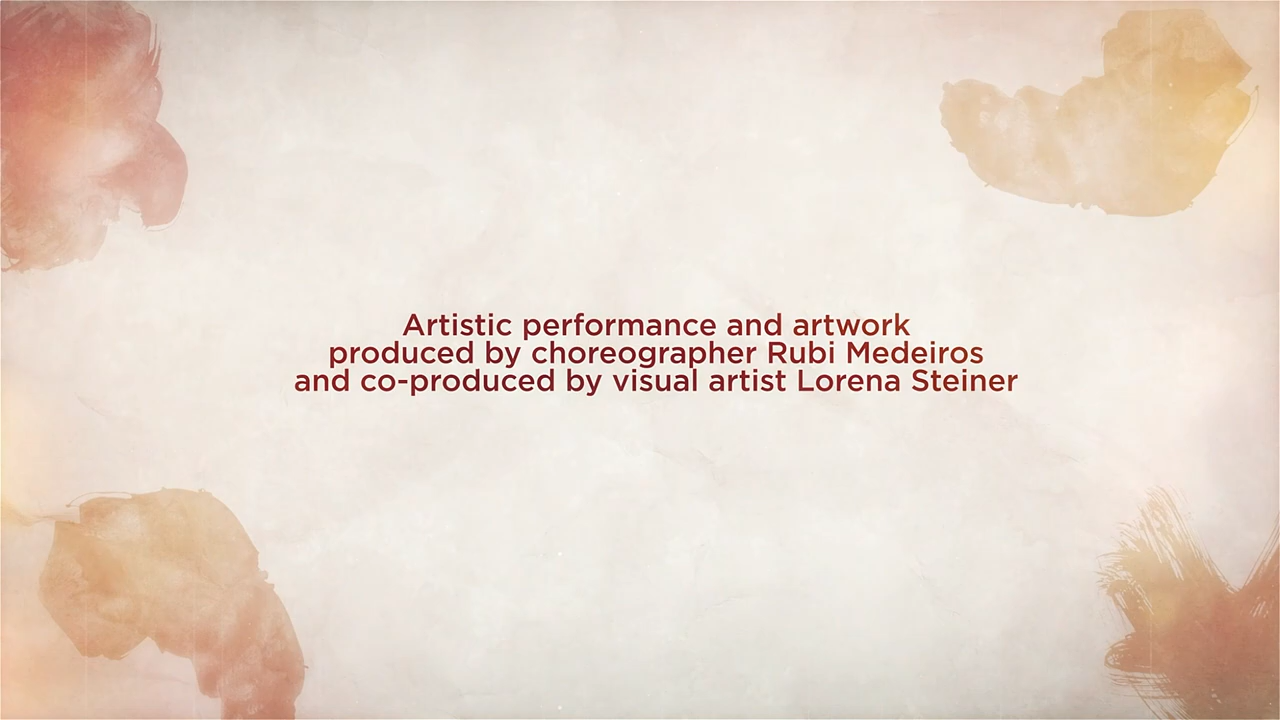 Artistic performance and artwork
produced by choreographer Rubi Medeiros
and co-produced by visual artist Lorena Steiner